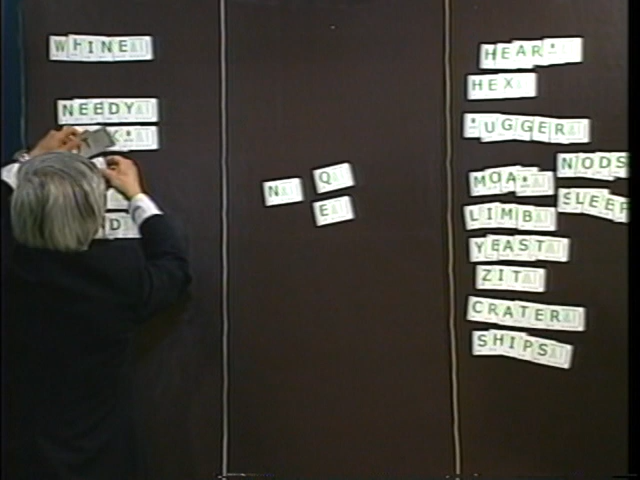 WHINE
NEEDY
D
N
Q
E
HEAR*
HEX
*UGGER
MOA*
NODS
SLEEP
LIMB
YEAST
ZIT
CRATER
SHIPS